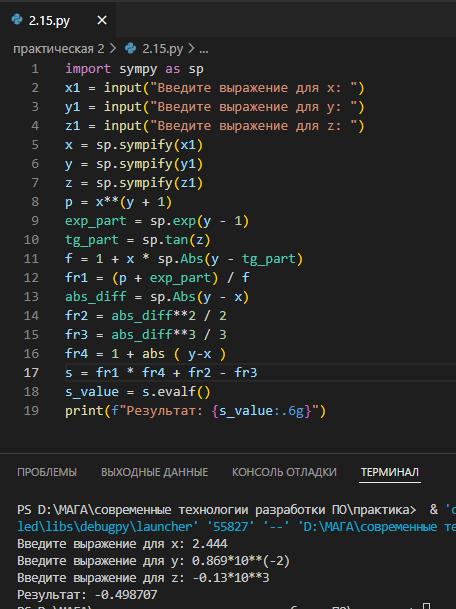 2.15.py
практическая 2 > 2.15.py > ...
1 import sympy as sp
2 x1 = input("Введите выражение для x: ")
3 y1 = input("Введите выражение для y: ")
4 z1 = input("Введите выражение для z: ")
5 x = sp.sympify(x1)
6 y = sp.sympify(y1)
7 z = sp.sympify(z1)
8 p = x**(y + 1)
9 exp_part = sp.exp(y - 1)
10 tg_part = sp.tan(z)
11 f = 1 + x * sp.Abs(y - tg_part)
12 fr1 = (p + exp_part) / f
13 abs_diff = sp.Abs(y - x)
14 fr2 = abs_diff**2 / 2
15 fr3 = abs_diff**3 / 3
16 fr4 = 1 + abs ( y-x )
17 s = fr1 * fr4 + fr2 - fr3
18 s_value = s.evalf()
19 print(f"Результат: {s_value:.6g}")
ПРОБЛЕМЫ ВЫХОДНЫЕ ДАННЫЕ КОНСОЛЬ ОТЛАДКИ ТЕРМИНАЛ
PS D:\МАГА\современные технологии разработки ПО\практика> & 'c
led\libs\debugpy\launcher' '55827' '--' 'D:\МАГА\современные те
Введите выражение для x: 2.444
Введите выражение для y: 0.869*10**(-2)
Введите выражение для z: -0.13*10**3
Результат: -0.498707